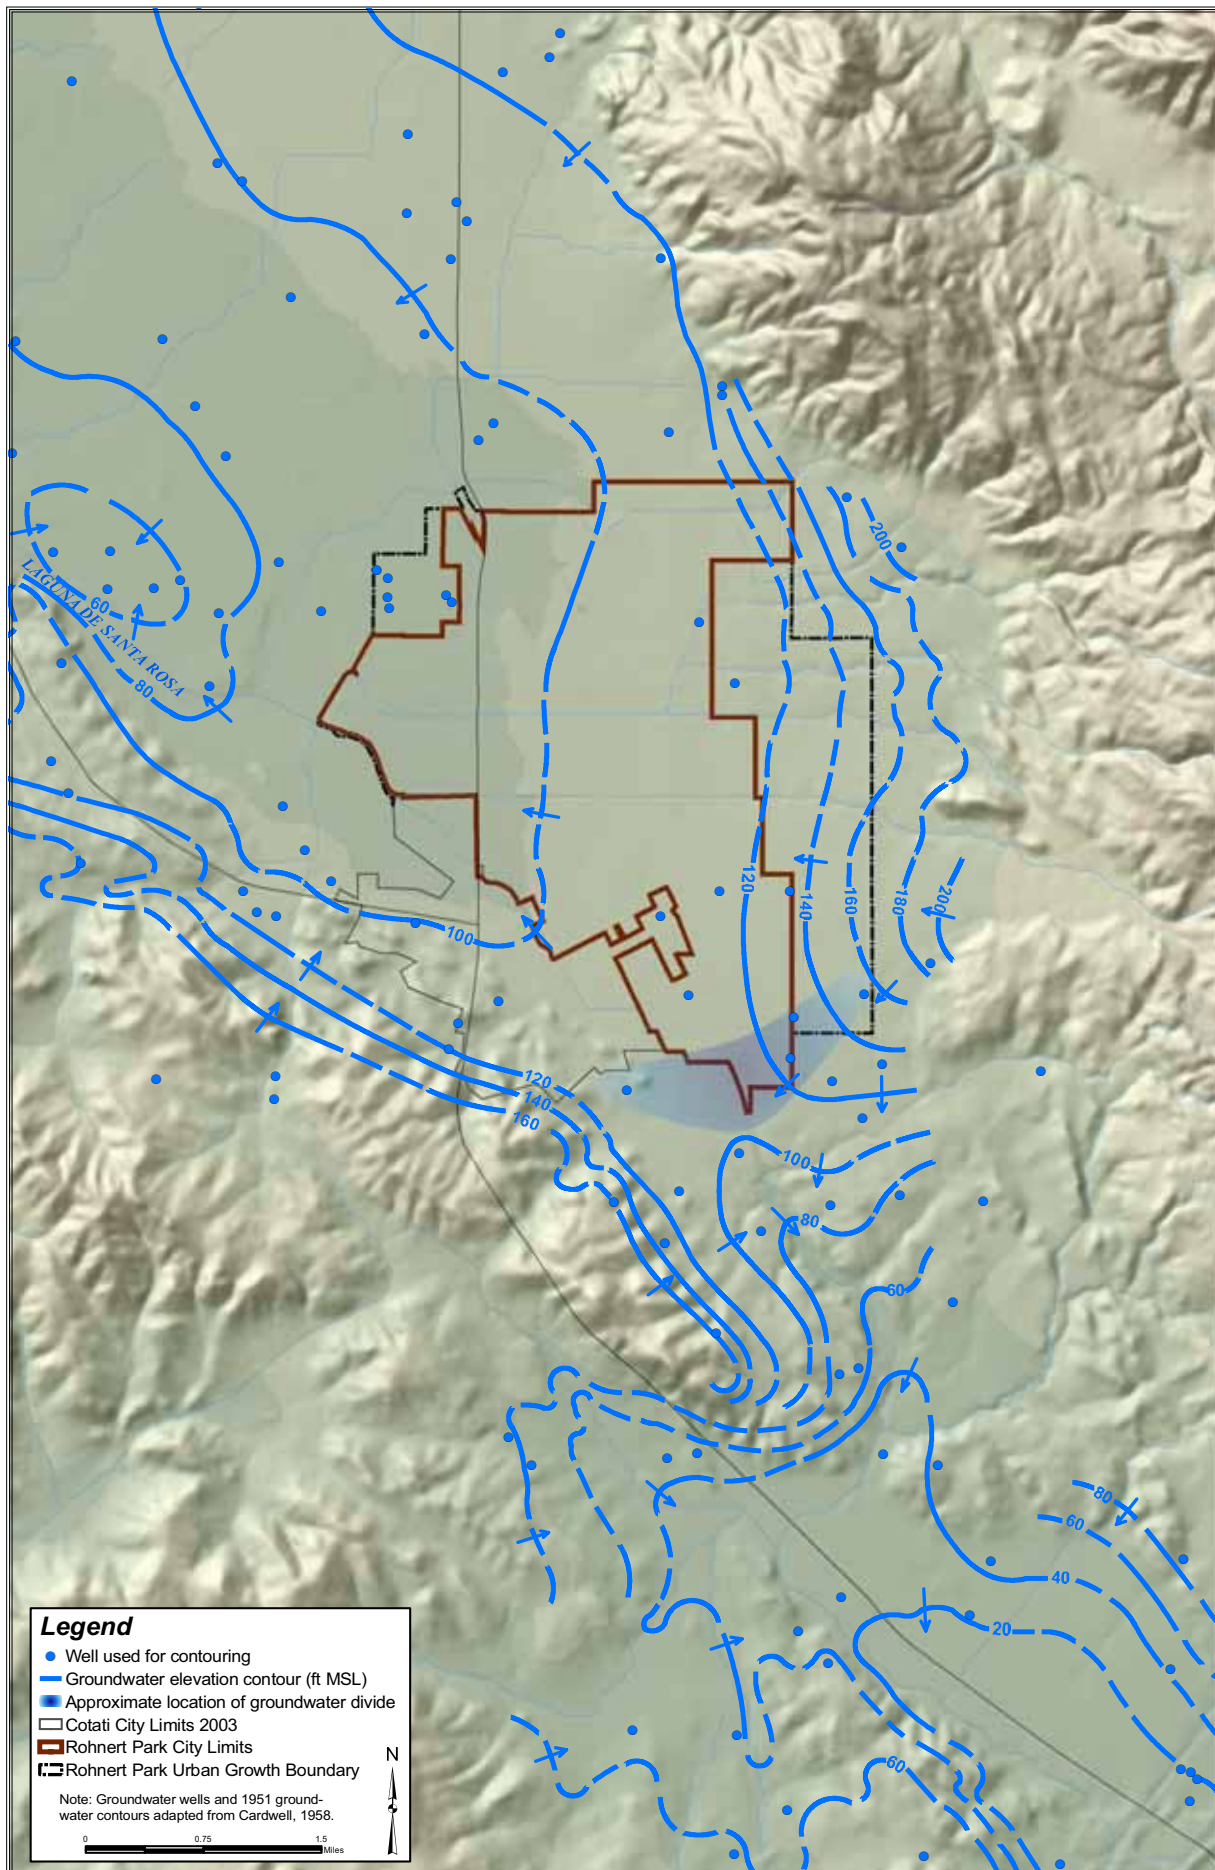 200
LAGUNA DE SANTA ROSA
60
80
120
140
160
180
200
100
120
140
160
100
80
60
80
60
40
20
60
Legend
Well used for contouring
Groundwater elevation contour (ft MSL)
Approximate location of groundwater divide
Cotati City Limits 2003
Rohnert Park City Limits
Rohnert Park Urban Growth Boundary
N
Note: Groundwater wells and 1951 ground-
water contours adapted from Cardwell, 1958.
0 0.75 1.5
Miles